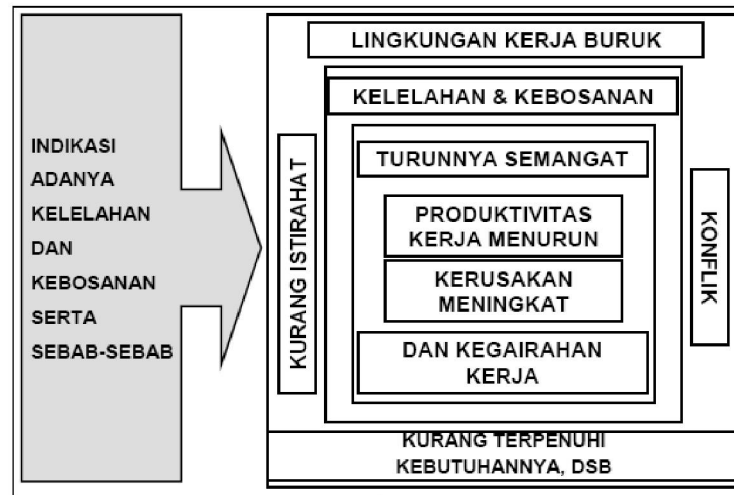 INDIKASI
ADANYA
KELELAHAN
DAN
KEBOSANAN
SERTA
SEBAB-SEBAB
LINGKUNGAN KERJA BURUK
KELELAHAN & KEBOSANAN
KURANG ISTIRAHAT
TURUNNYA SEMANGAT
PRODUKTIVITAS
KERJA MENURUN
KERUSAKAN
MENINGKAT
DAN KEGAIRAHAN
KERJA
KONFLIK
KURANG TERPENUHI
KEBUTUHANNYA, DSB